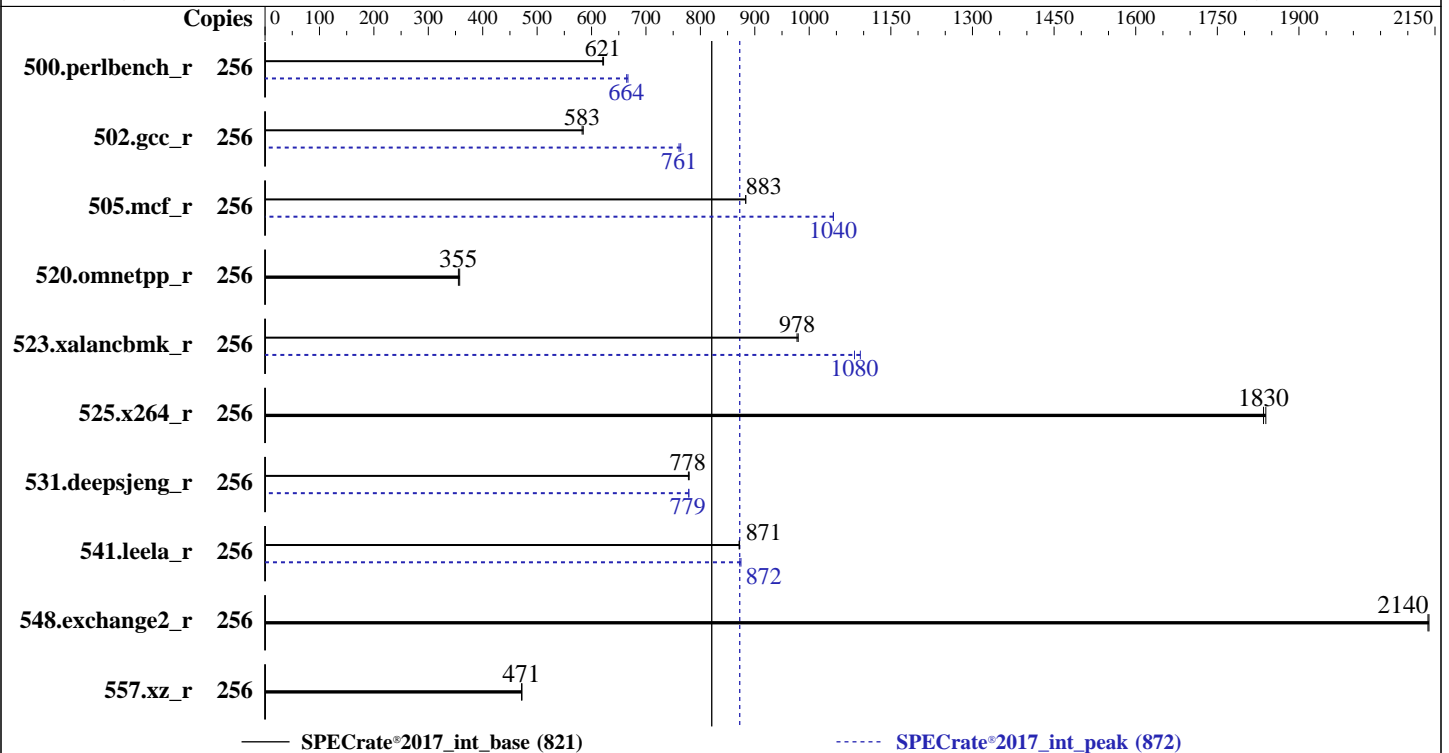 Copies 0 100 200 300 400 500 600 700 800 900 1000 1150 1300 1450 1600 1750 1900 2150
621
500.perlbench_r 256
664
583
502.gcc_r 256
761
883
505.mcf_r 256
1040
355
520.omnetpp_r 256
978
523.xalancbmk_r 256
1080
1830
525.x264_r 256
778
531.deepsjeng_r 256
779
871
541.leela_r 256
872
2140
548.exchange2_r 256
471
557.xz_r 256
SPECrate®2017_int_base (821) SPECrate®2017_int_peak (872)